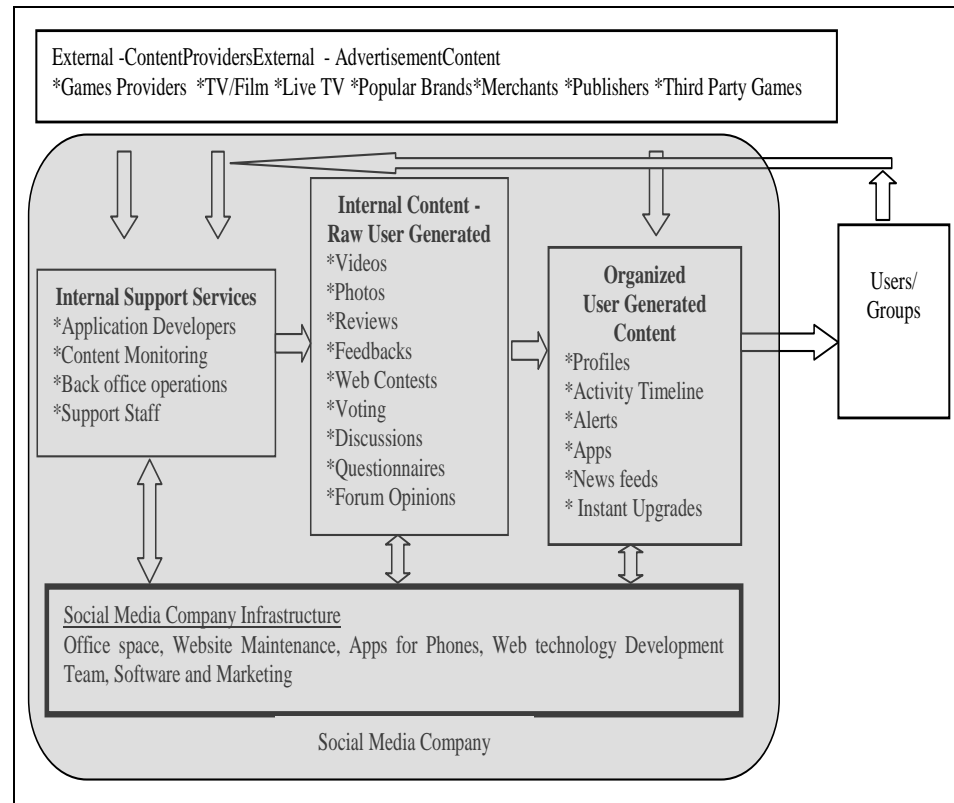 External -ContentProvidersExternal - AdvertisementContent
*Games Providers *TV/Film *Live TV *Popular Brands*Merchants *Publishers *Third Party Games
Internal Support Services
*Application Developers
*Content Monitoring
*Back office operations
*Support Staff
Internal Content -
Raw User Generated
*Videos
*Photos
*Reviews
*Feedbacks
*Web Contests
*Voting
*Discussions
*Questionnaires
*Forum Opinions
Organized
User Generated
Content
*Profiles
*Activity Timeline
*Alerts
*Apps
*News feeds
* Instant Upgrades
Users/
Groups
Social Media Company Infrastructure
Office space, Website Maintenance, Apps for Phones, Web technology Development
Team, Software and Marketing
Social Media Company